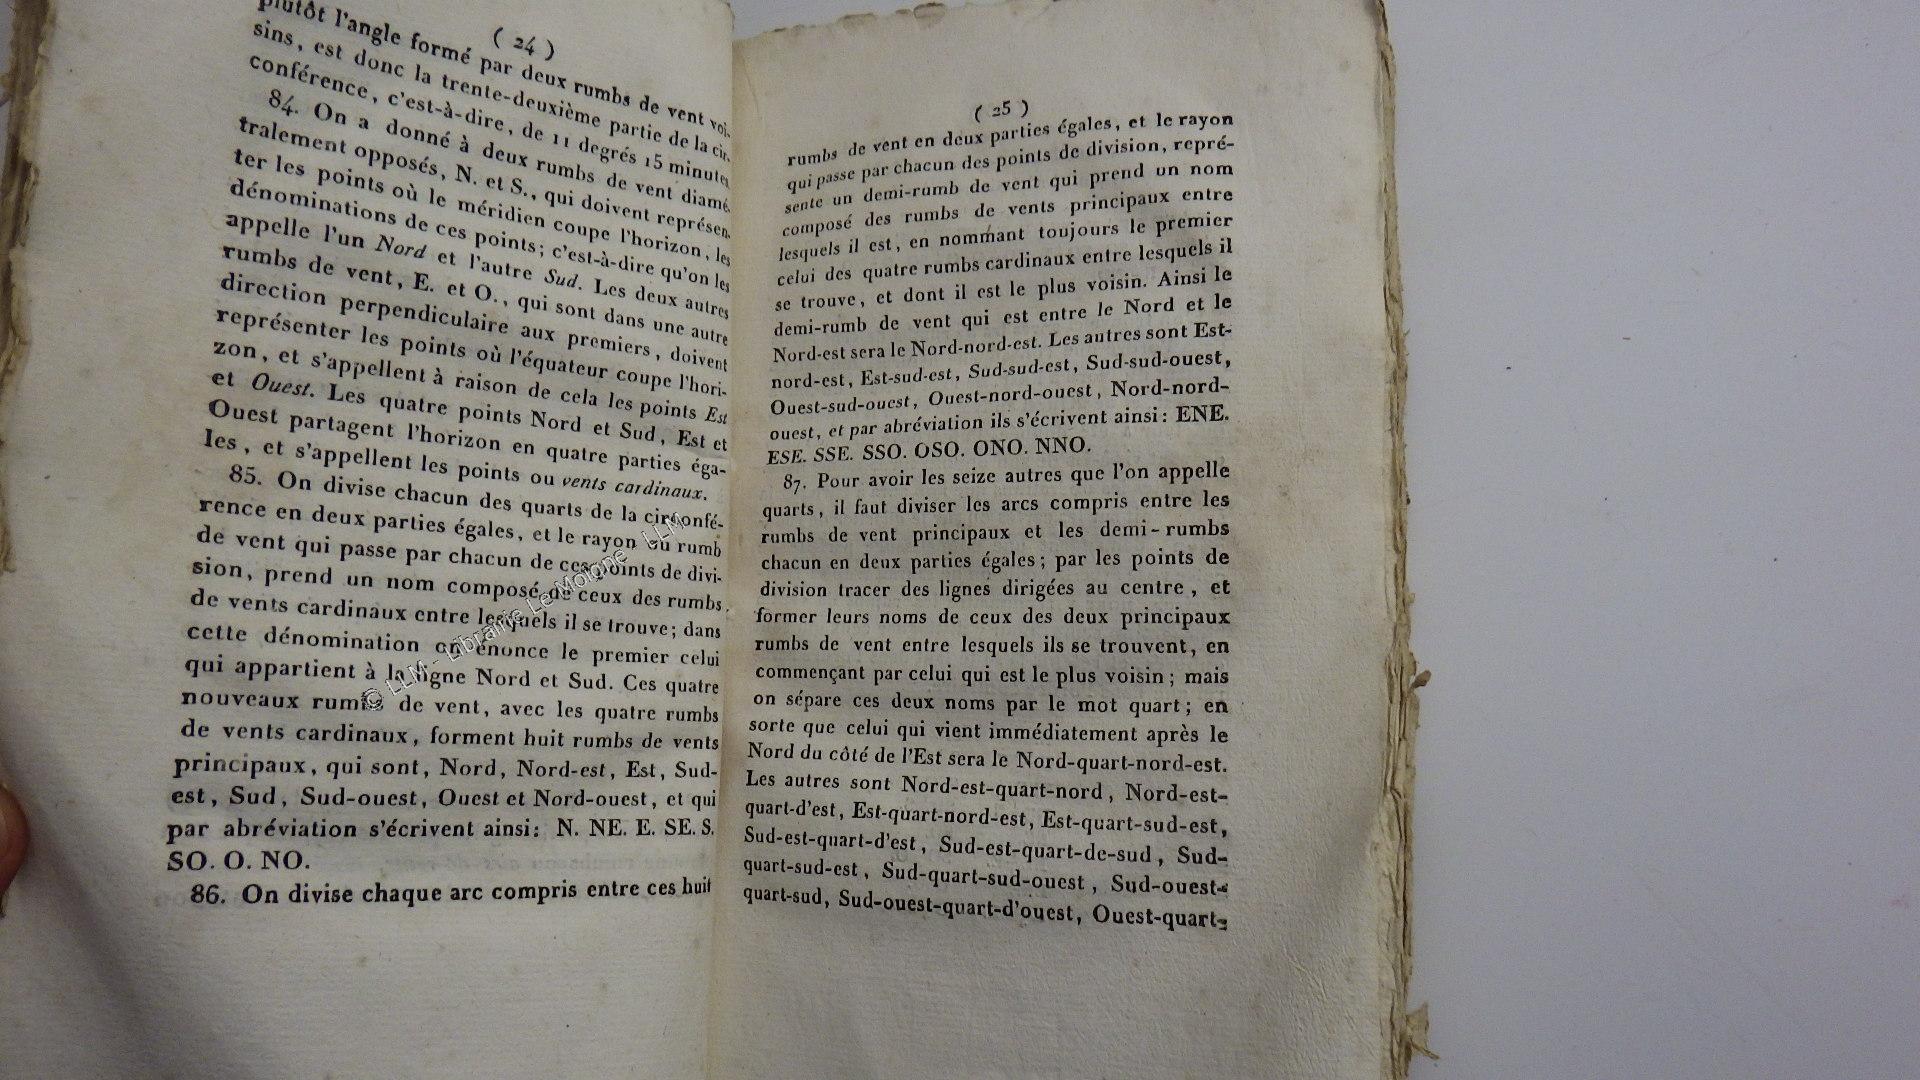 ( 24 )
plutôt l'angle formé par deux rumbs de vent voi-
sins, est donc la trente-deuxième partie de la cir-
conférence, c'est-à-dire, de 11 degrés 15 minutes
84. On a donné à deux rumbs de vent diamé-
tralement opposés, N. et S., qui doivent représen-
ter les points où le méridien coupe l'horizon, les
dénominations de ces points; c'est-à-dire qu'on les
appelle l'un Nord et l'autre Sud. Les deux autres
rumbs de vent, E. et O., qui sont dans une autre
direction perpendiculaire aux premiers, doivent
représenter les points où l'équateur coupe l'hori-
zon, et s'appellent à raison de cela les points Est
et Ouest. Les quatre points Nord et Sud, Est et
Ouest partagent l'horizon en quatre parties éga-
les, et s'appellent les points ou vents cardinaux.
85. On divise chacun des quarts de la circonfé-
rence en deux parties égales, et le rayon ou rumb
de vent qui passe par chacun de ces points de divi-
sion, prend un nom composé de ceux des rumbs
de vents cardinaux entre lesquels il se trouve; dans
cette dénomination on énonce le premier celui
qui appartient à la ligne Nord et Sud. Ces quatre
nouveaux rumbs de vent, avec les quatre rumbs
de vents cardinaux, forment huit rumbs de vents
principaux, qui sont, Nord, Nord-est, Est, Sud-
est, Sud, Sud-ouest, Ouest et Nord-ouest, et qui
par abréviation s'écrivent ainsi: N. NE. E. SE. S.
SO. O. NO.
86. On divise chaque arc compris entre ces huit
© LLM - Librairie Le Moigne - LLM
( 25 )
rumbs de vent en deux parties égales, et le rayon
qui passe par chacun des points de division, repré-
sente un demi-rumb de vent qui prend un nom
composé des rumbs de vents principaux entre
lesquels il est, en nommant toujours le premier
celui des quatre rumbs cardinaux entre lesquels il
se trouve, et dont il est le plus voisin. Ainsi le
demi-rumb de vent qui est entre le Nord et le
Nord-est sera le Nord-nord-est. Les autres sont Est-
nord-est, Est-sud-est, Sud-sud-est, Sud-sud-ouest,
Ouest-sud-ouest, Ouest-nord-ouest, Nord-nord-
ouest, et par abréviation ils s'écrivent ainsi: ENE.
ESE. SSE. SSO. OSO. ONO. NNO.
87. Pour avoir les seize autres que l'on appelle
quarts, il faut diviser les arcs compris entre les
rumbs de vent principaux et les demi-rumbs
chacun en deux parties égales; par les points de
division tracer des lignes dirigées au centre, et
former leurs noms de ceux des deux principaux
rumbs de vent entre lesquels ils se trouvent, en
commençant par celui qui est le plus voisin; mais
on sépare ces deux noms par le mot quart; en
sorte que celui qui vient immédiatement après le
Nord du côté de l'Est sera le Nord-quart-nord-est.
Les autres sont Nord-est-quart-nord, Nord-est-
quart-d'est, Est-quart-nord-est, Est-quart-sud-est,
Sud-est-quart-d'est, Sud-est-quart-de-sud, Sud-
quart-sud-est, Sud-quart-sud-ouest, Sud-ouest-
quart-sud, Sud-ouest-quart-d'ouest, Ouest-quart-